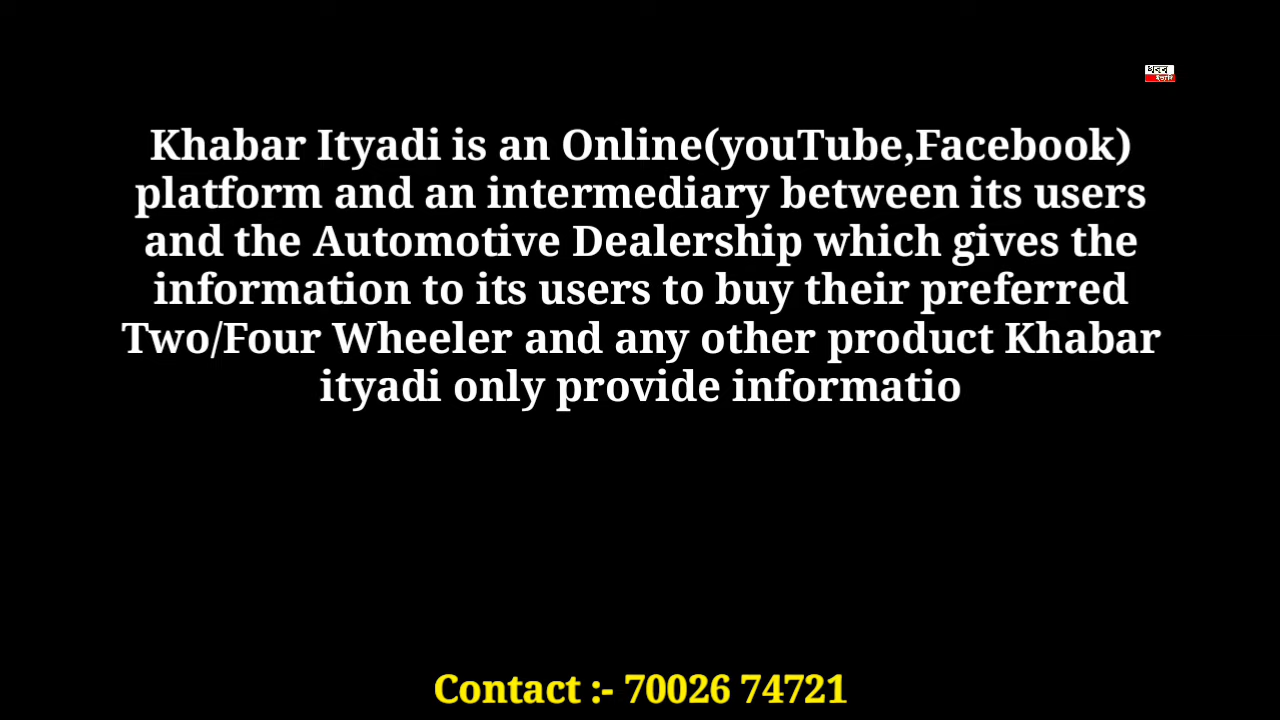 খবর
ইত্যাদি
Khabar Ityadi is an Online(youTube,Facebook)
platform and an intermediary between its users
and the Automotive Dealership which gives the
information to its users to buy their preferred
Two/Four Wheeler and any other product Khabar
ityadi only provide informatio
Contact :- 70026 74721